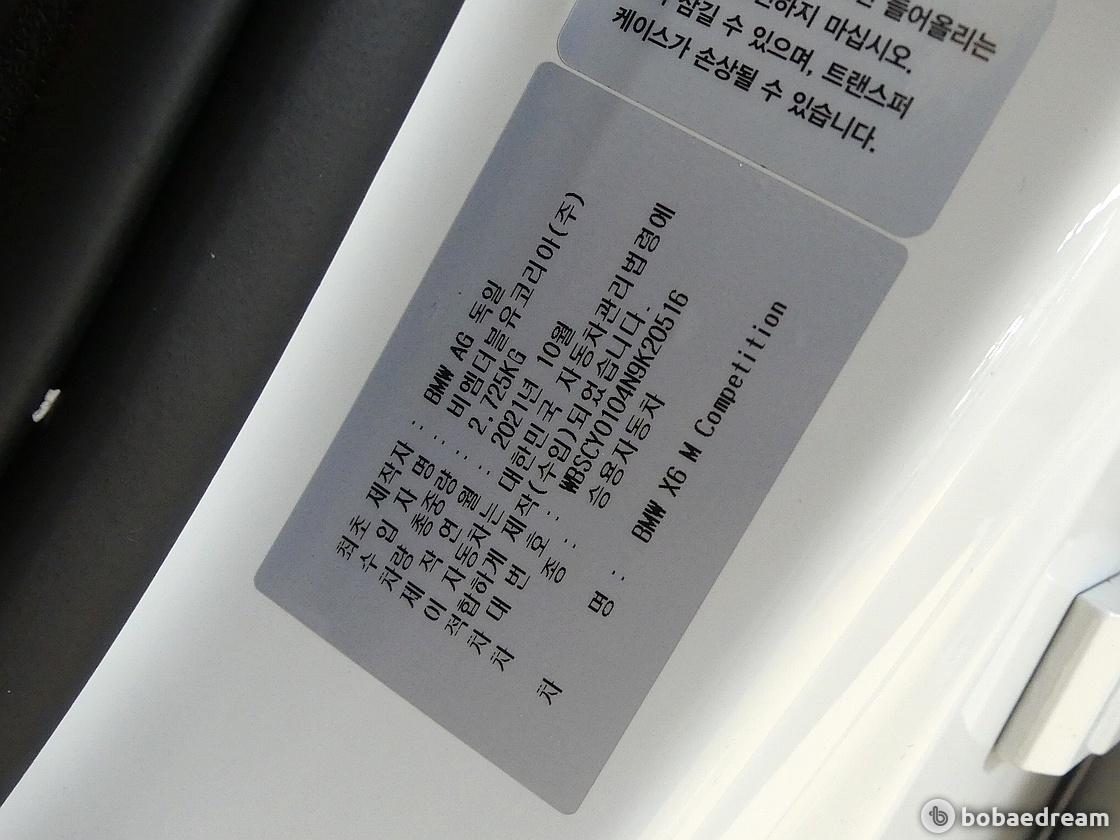 들어올리는
하지 마십시오.
삼길 수 있으며, 트랜스퍼
케이스가 손상될 수 있습니다.
최초 제작자 : BMW AG 독일
수 입 자 명 : 비엠더블유코리아(주)
차량 총중량 : 2,725KG
제 작 연 월 : 2021년 10월
이 자동차는 대한민국 자동차관리법령에
적합하게 제작(수입)되었습니다.
차 대 번 호 : WBSCY0104N9K20516
차 종 : 승용자동차
차 명 : BMW X6 M Competition
bobaedream